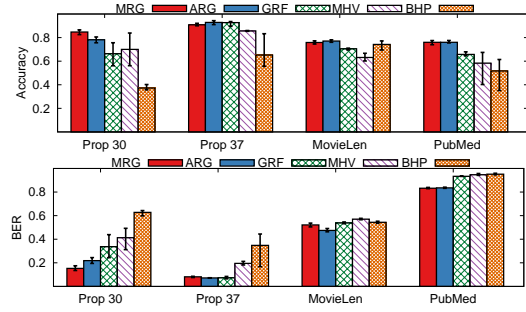 MRG ARG GRF MHV BHP
0.8
0.6
0.4
0.2
Accuracy
Prop 30 Prop 37 MovieLen PubMed
MRG ARG GRF MHV BHP
0.8
0.6
0.4
0.2
BER
Prop 30 Prop 37 MovieLen PubMed